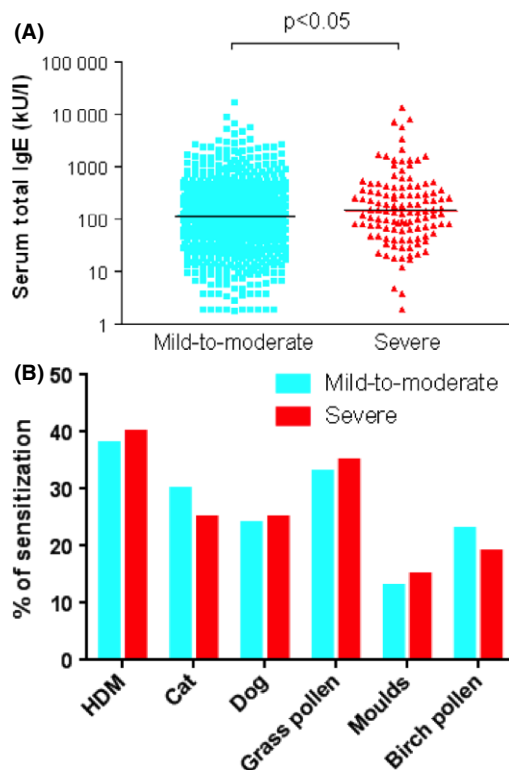 (A)
p<0.05
Serum total IgE (kU/l)
100 000
10 000
1000
100
10
1
Mild-to-moderate
Severe
(B)
Mild-to-moderate
Severe
% of sensitization
50
40
30
20
10
0
HDM
Cat
Dog
Grass pollen
Moulds
Birch pollen